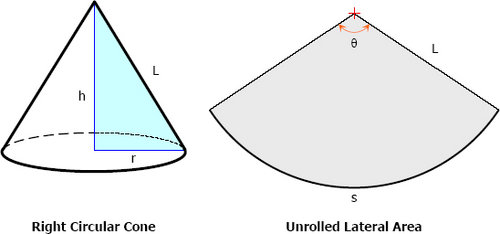 L
h
r
Right Circular Cone
θ
L
s
Unrolled Lateral Area